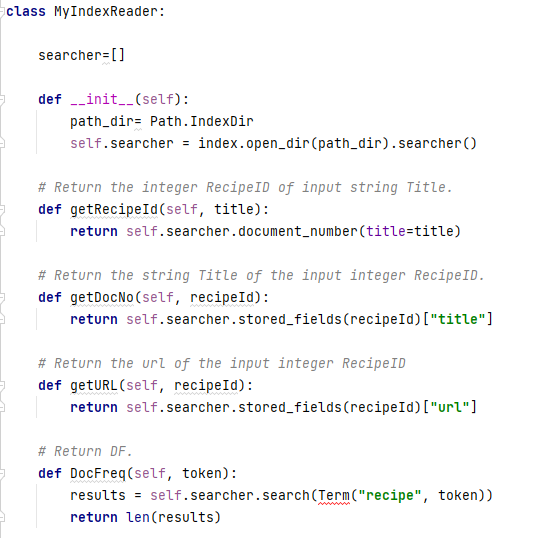 class MyIndexReader:
searcher=[]
def __init__(self):
path_dir= Path.IndexDir
self.searcher = index.open_dir(path_dir).searcher()
# Return the integer RecipeID of input string Title.
def getRecipeId(self, title):
return self.searcher.document_number(title=title)
# Return the string Title of the input integer RecipeID.
def getDocNo(self, recipeId):
return self.searcher.stored_fields(recipeId)["title"]
# Return the url of the input integer RecipeID
def getURL(self, recipeId):
return self.searcher.stored_fields(recipeId)["url"]
# Return DF.
def DocFreq(self, token):
results = self.searcher.search(Term("recipe", token))
return len(results)